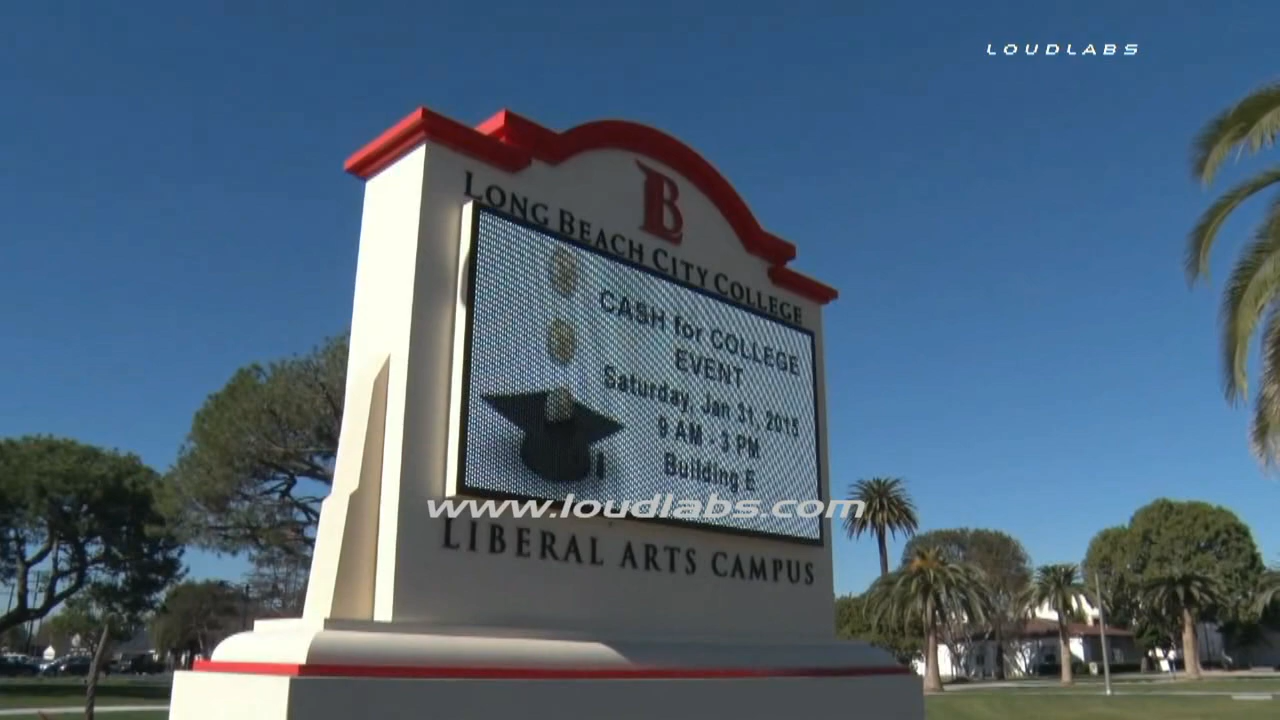 LOUDLABS
LB
LONG BEACH CITY COLLEGE
CASH for COLLEGE
EVENT
Saturday, Jan 31, 2015
9 AM - 3 PM
Building E
www.loudlabs.com
LIBERAL ARTS CAMPUS